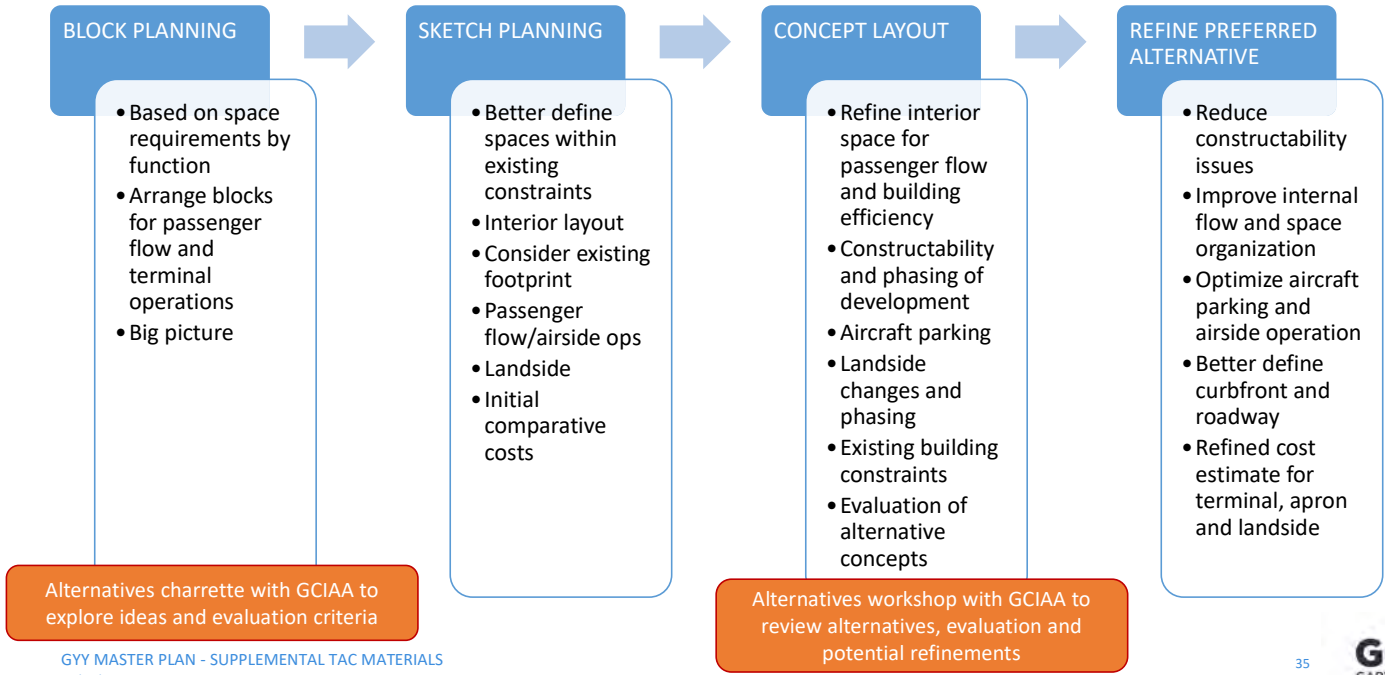 BLOCK PLANNING
• Based on space
requirements by
function
• Arrange blocks
for passenger
flow and
terminal
operations
• Big picture
Alternatives charrette with GCIAA to
explore ideas and evaluation criteria
SKETCH PLANNING
• Better define
spaces within
existing
constraints
• Interior layout
• Consider existing
footprint
• Passenger
flow/airside ops
• Landside
• Initial
comparative
costs
CONCEPT LAYOUT
• Refine interior
space for
passenger flow
and building
efficiency
• Constructability
and phasing of
development
• Aircraft parking
• Landside
changes and
phasing
• Existing building
constraints
• Evaluation of
alternative
concepts
Alternatives workshop with GCIAA to
review alternatives, evaluation and
potential refinements
REFINE PREFERRED
ALTERNATIVE
• Reduce
constructability
issues
• Improve internal
flow and space
organization
• Optimize aircraft
parking and
airside operation
• Better define
curbfront and
roadway
• Refined cost
estimate for
terminal, apron
and landside
GYY MASTER PLAN - SUPPLEMENTAL TAC MATERIALS
35
G